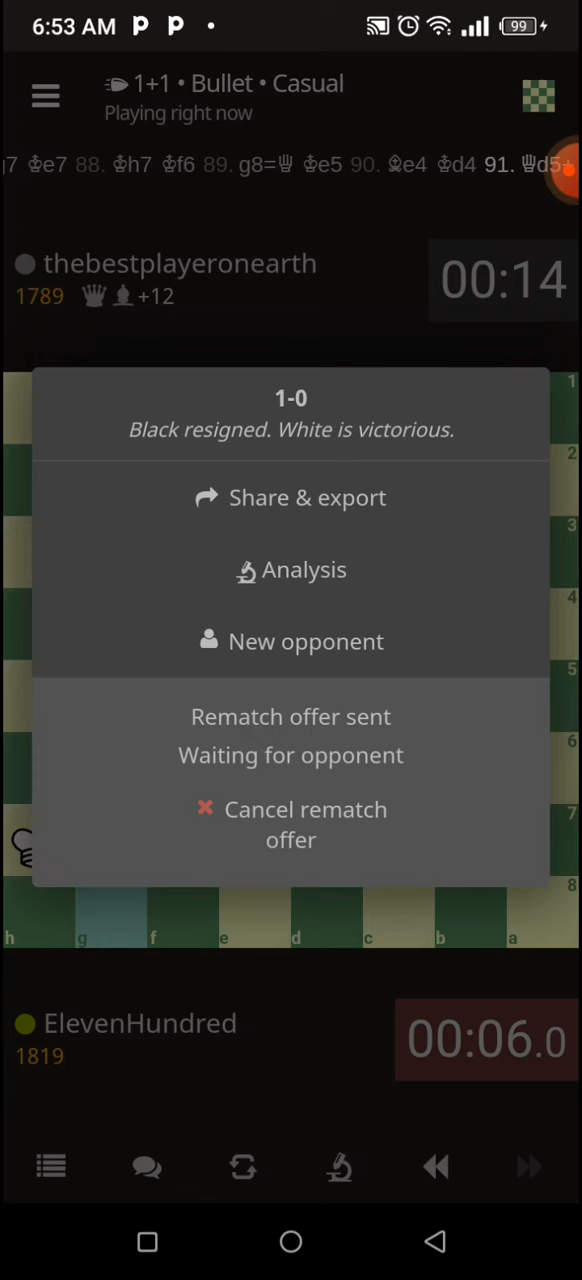 6:53 AM
99
1+1 • Bullet • Casual
Playing right now
g7 ♔e7 88. ♔h7 ♔f6 89. g8=♕ ♔e5 90. ♗e4 ♔d4 91. ♕d5+
thebestplayeronearth
1789 +12
00:14
1-0
Black resigned. White is victorious.
Share & export
Analysis
New opponent
Rematch offer sent
Waiting for opponent
Cancel rematch
offer
1
2
3
4
5
6
7
8
h g f e d c b a
ElevenHundred
1819
00:06.0